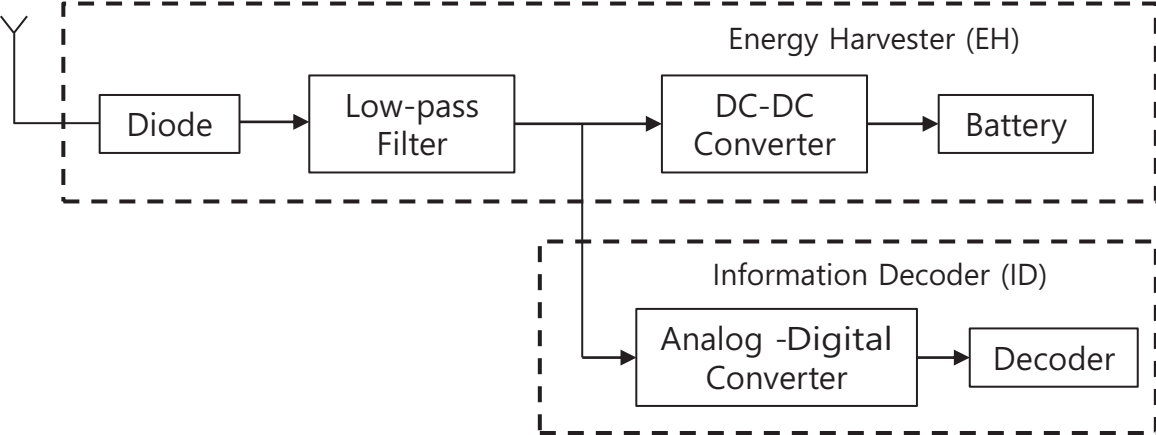 Energy Harvester (EH)
Diode
Low-pass
Filter
DC-DC
Converter
Battery
Information Decoder (ID)
Analog -Digital
Converter
Decoder